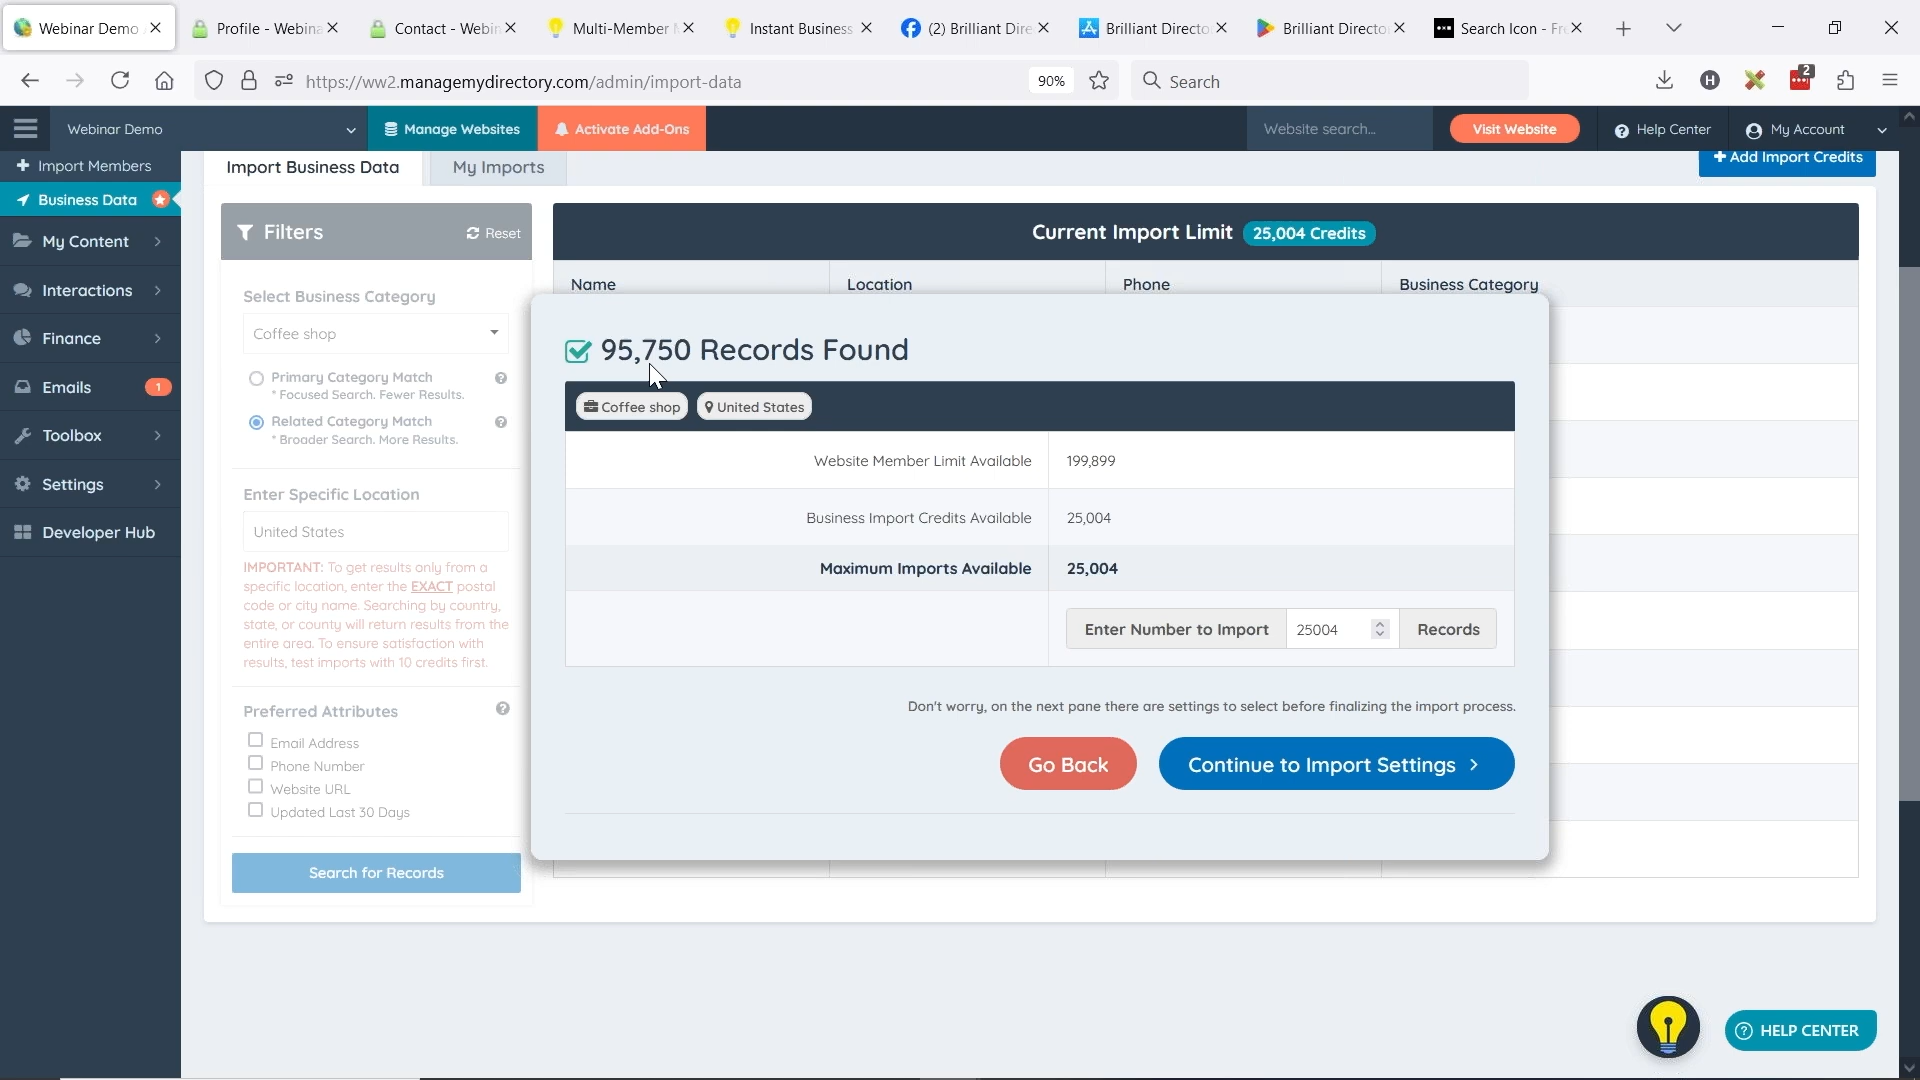 Webinar Demo
Profile - Webina
Contact - Webin
Multi-Member
Instant Business
(2) Brilliant Dire
Brilliant Directo
Brilliant Directo
Search Icon - Fr
https://ww2.managemydirectory.com/admin/import-data
90%
Search
H
2
Webinar Demo
Manage Websites
Activate Add-Ons
Website search...
Visit Website
Help Center
My Account
Import Members
Business Data
My Content
Interactions
Finance
Emails
1
Toolbox
Settings
Developer Hub
Import Business Data
My Imports
+ Add Import Credits
Filters
Reset
Current Import Limit 25,004 Credits
Name
Location
Phone
Business Category
Select Business Category
Coffee shop
Primary Category Match
* Focused Search. Fewer Results.
Related Category Match
* Broader Search. More Results.
Enter Specific Location
United States
IMPORTANT: To get results only from a
specific location, enter the EXACT postal
code or city name. Searching by country,
state, or county will return results from the
entire area. To ensure satisfaction with
results, test imports with 10 credits first.
Preferred Attributes
Email Address
Phone Number
Website URL
Updated Last 30 Days
Search for Records
95,750 Records Found
Coffee shop
United States
Website Member Limit Available
199,899
Business Import Credits Available
25,004
Maximum Imports Available
25,004
Enter Number to Import
25004
Records
Don't worry, on the next pane there are settings to select before finalizing the import process.
Go Back
Continue to Import Settings
HELP CENTER